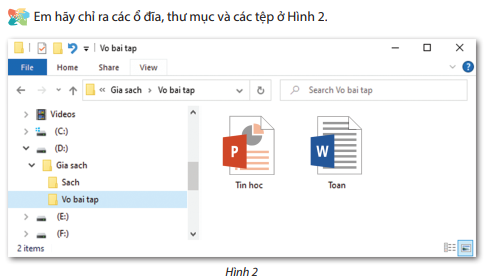 Em hãy chỉ ra các ổ đĩa, thư mục và các tệp ở Hình 2.
Vo bai tap
File Home Share View
Gia sach Vo bai tap
Search Vo bai tap
Videos
(C:)
(D:)
Gia sach
Sach
Vo bai tap
(E:)
(F:)
P
Tin hoc
W
Toan
2 items
Hình 2